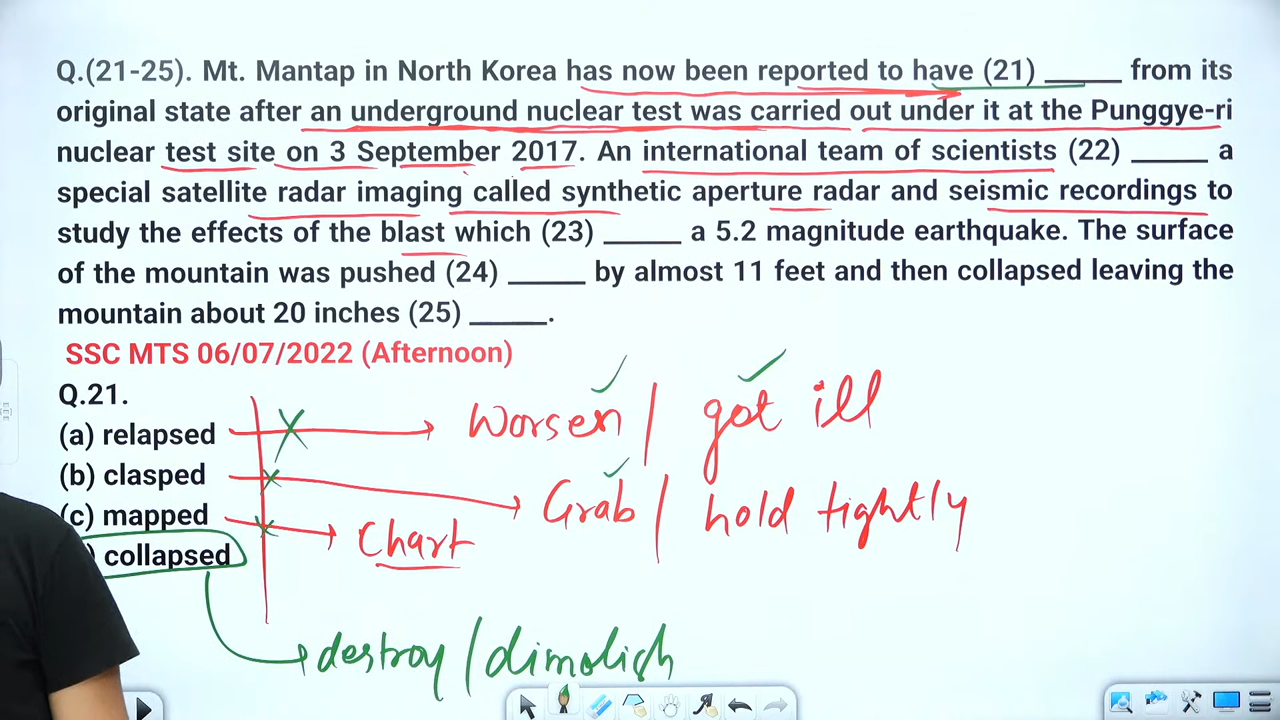 Q.(21-25). Mt. Mantap in North Korea has now been reported to have (21) _____ from its
original state after an underground nuclear test was carried out under it at the Punggye-ri
nuclear test site on 3 September 2017. An international team of scientists (22) _____ a
special satellite radar imaging called synthetic aperture radar and seismic recordings to
study the effects of the blast which (23) _____ a 5.2 magnitude earthquake. The surface
of the mountain was pushed (24) _____ by almost 11 feet and then collapsed leaving the
mountain about 20 inches (25) _____.
SSC MTS 06/07/2022 (Afternoon)
Q.21.
(a) relapsed Worsen / got ill
(b) clasped Grab / hold tightly
(c) mapped Chart
) collapsed
destroy / dimolish